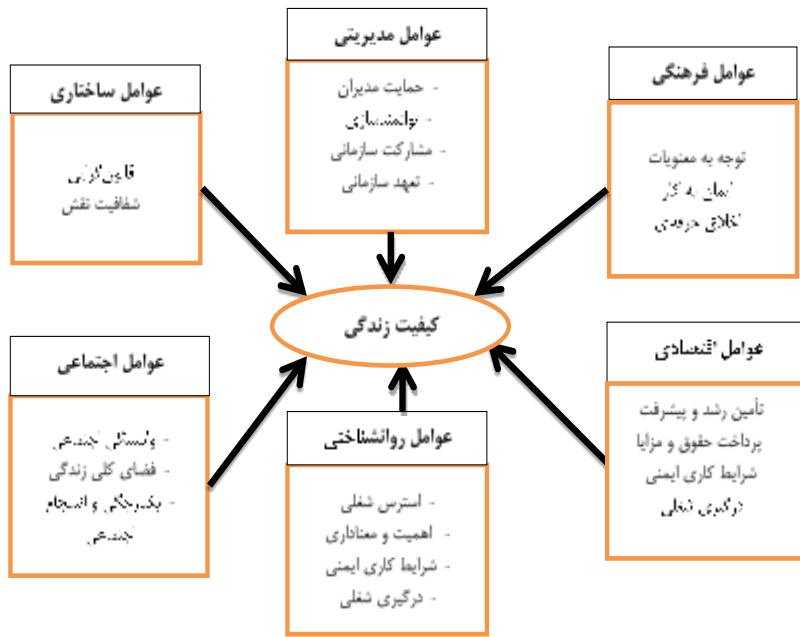 عوامل مدیریتی
- حمایت مدیران
- توانمندسازی
- مشارکت سازمانی
- تعهد سازمانی
عوامل فرهنگی
توجه به معنویات
ایمان به کار
اخلاق حرفه‌ای
عوامل ساختاری
قانون‌گرایی
شفافیت نقش
کیفیت زندگی
عوامل اقتصادی
تأمین رشد و پیشرفت
پرداخت حقوق و مزایا
شرایط کاری ایمنی
درگیری شغلی
عوامل روانشناختی
- استرس شغلی
- اهمیت و معناداری
- شرایط کاری ایمنی
- درگیری شغلی
عوامل اجتماعی
- وابستگی اجتماعی
- فضای کلی زندگی
- یکپارچگی و انسجام
اجتماعی